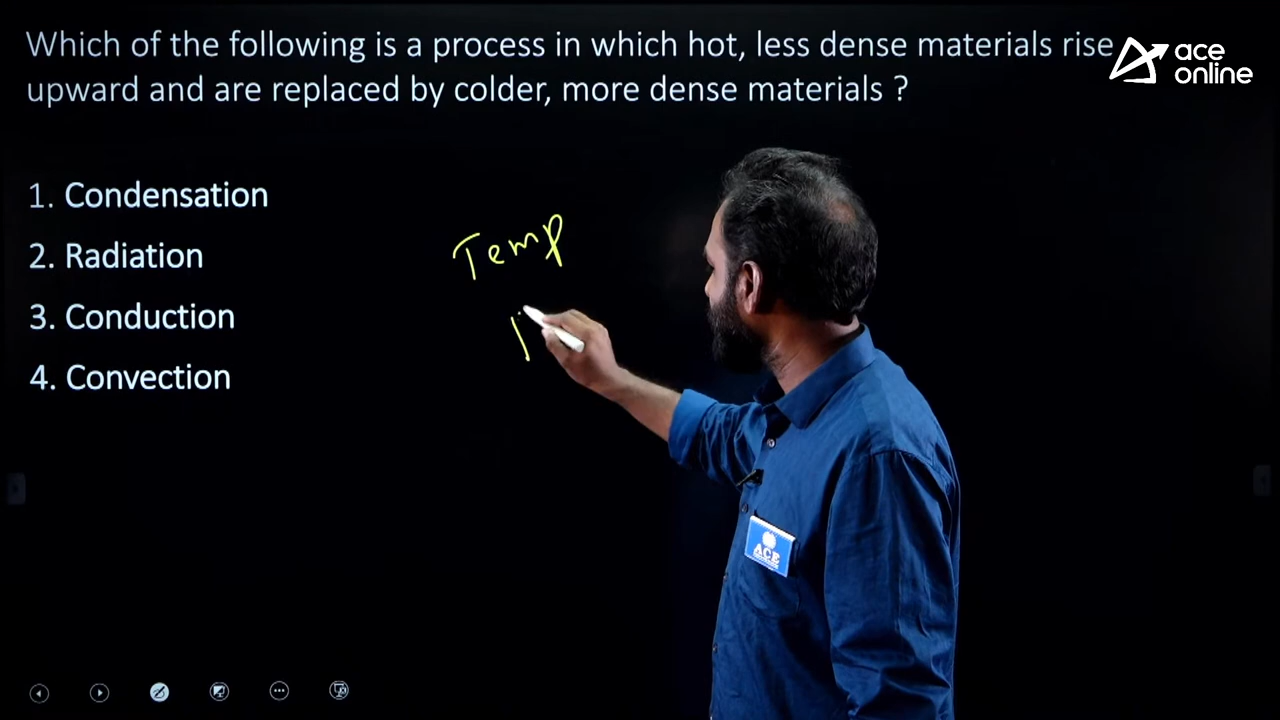 Which of the following is a process in which hot, less dense materials rise
upward and are replaced by colder, more dense materials ?
ace
online
1. Condensation
2. Radiation
3. Conduction
4. Convection
Temp
ACE